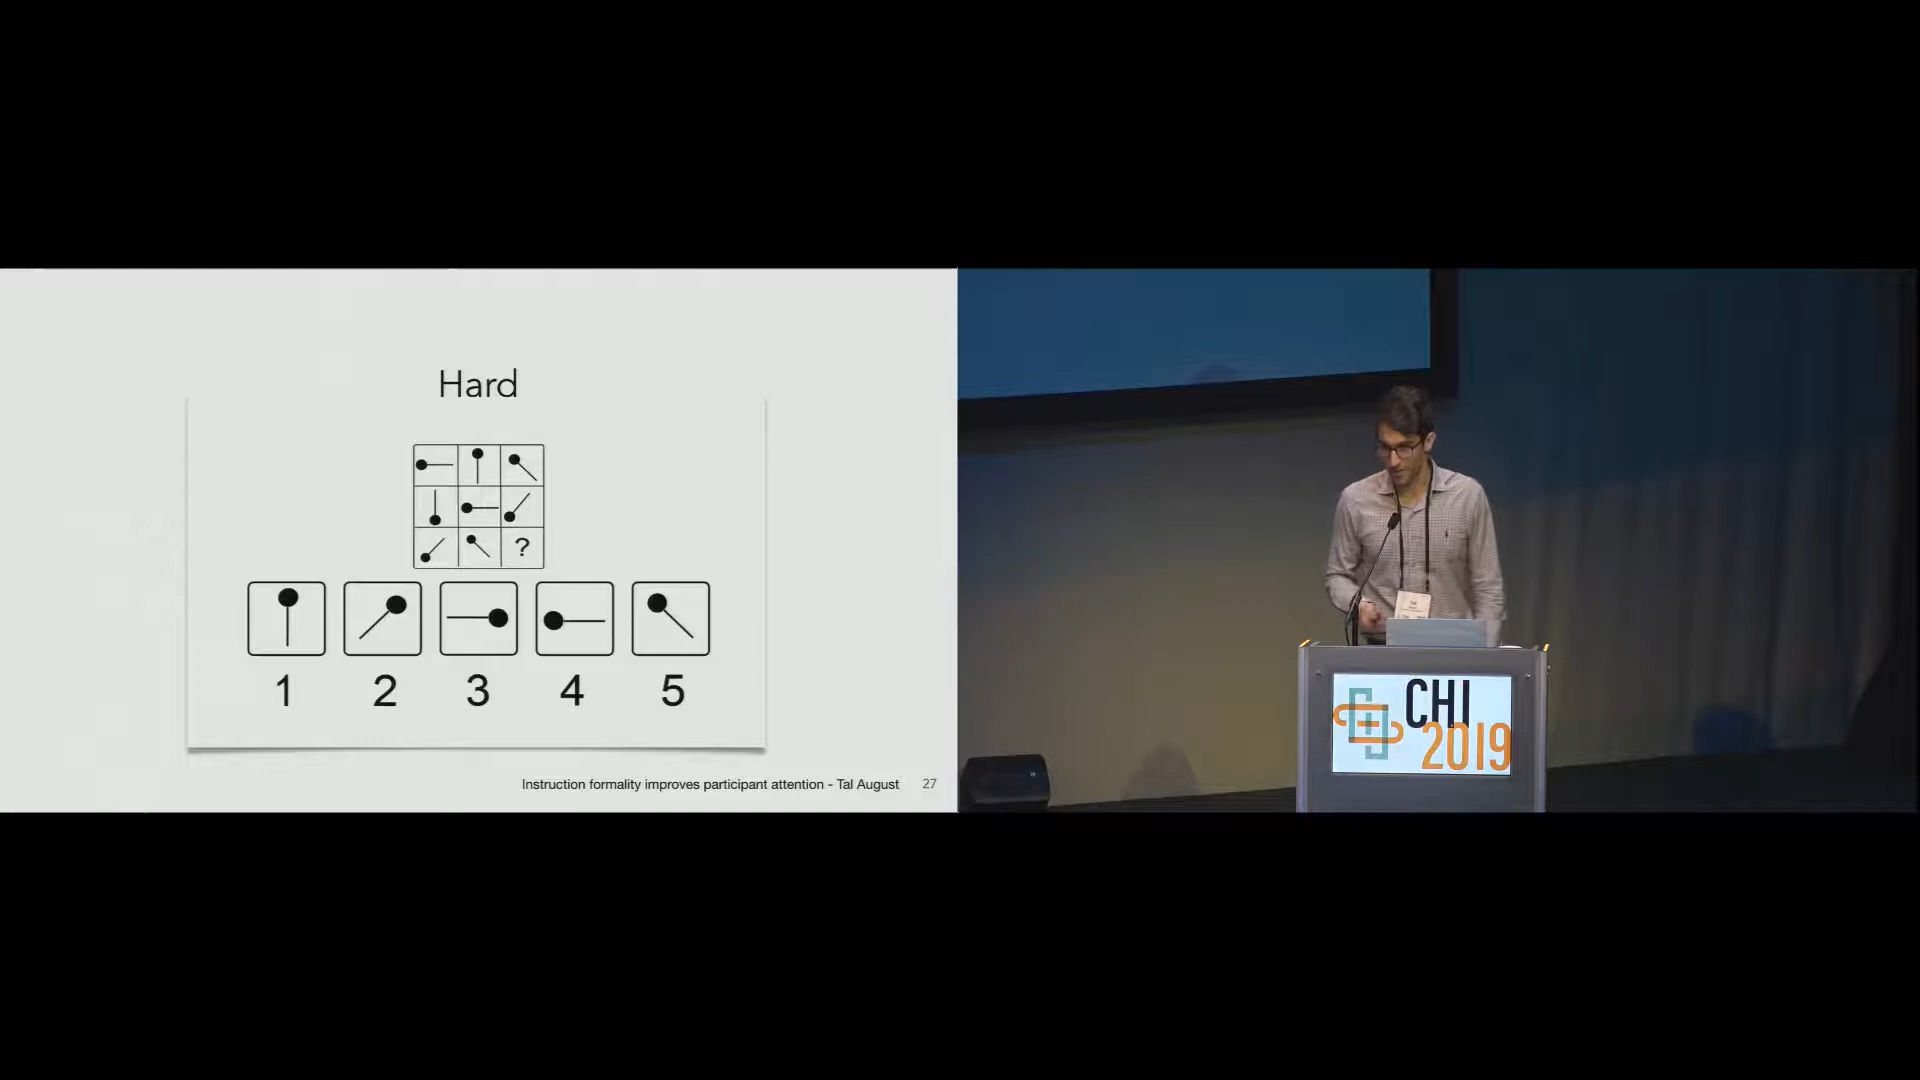 Hard
?
1 2 3 4 5
Instruction formality improves participant attention - Tal August 27
CHI
2019